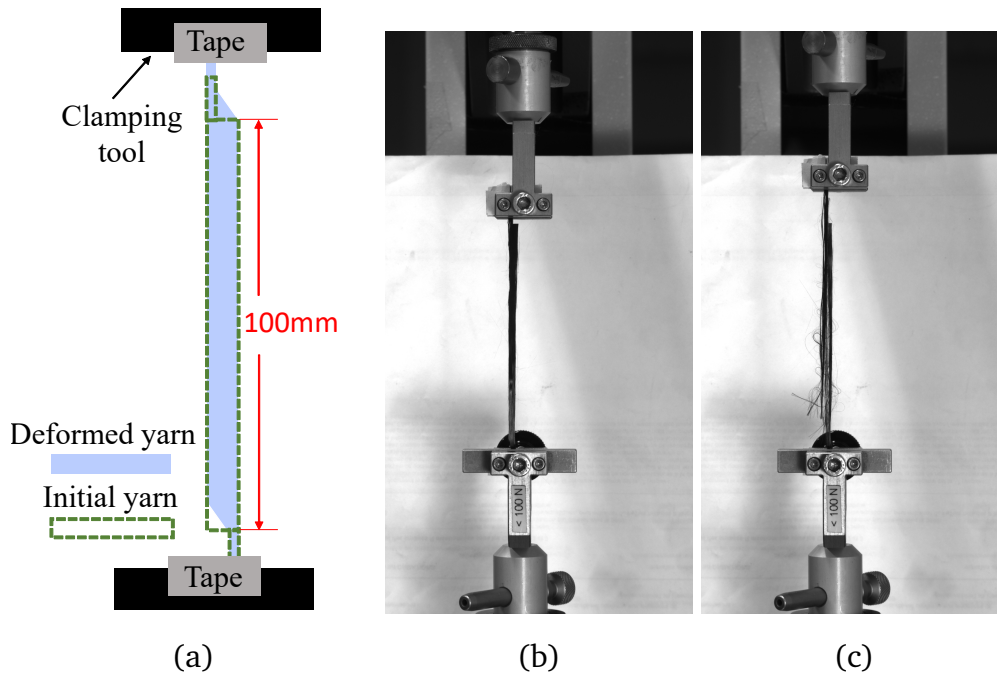 Tape
Clamping
tool
100mm
Deformed yarn
Initial yarn
Tape
< 100 N
< 100 N
(a)
(b)
(c)